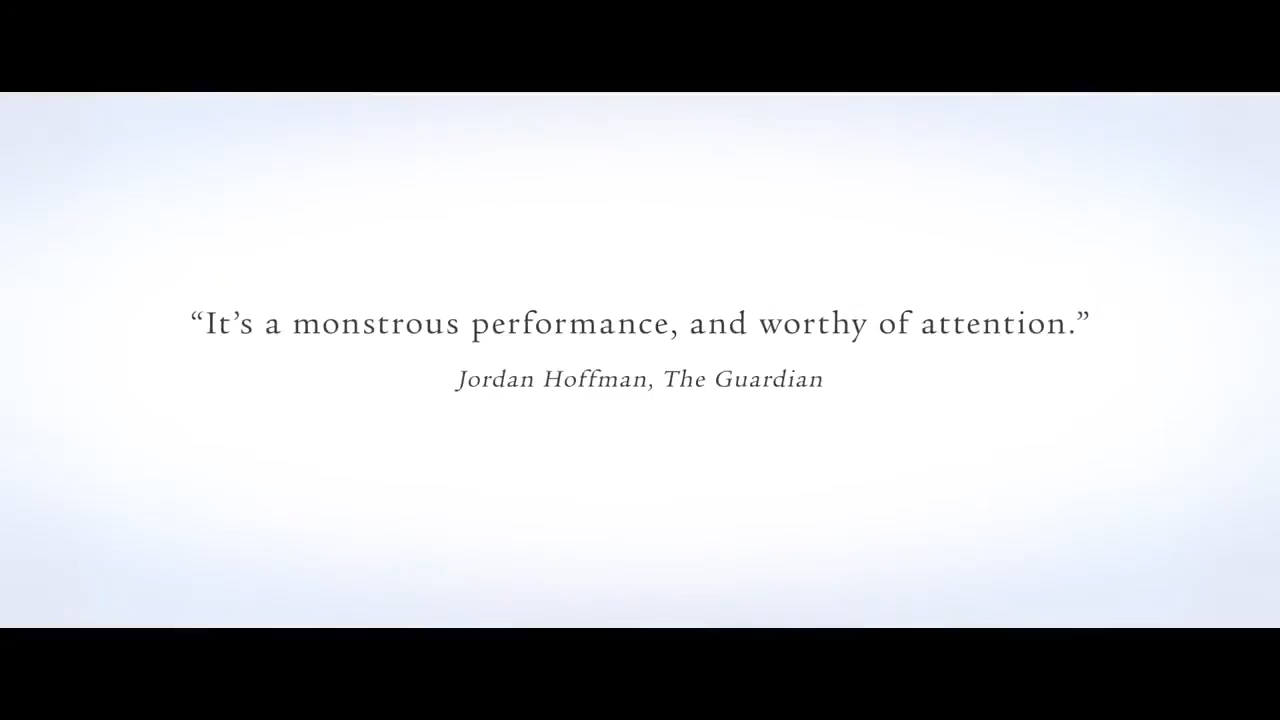 “It’s a monstrous performance, and worthy of attention.”
Jordan Hoffman, The Guardian